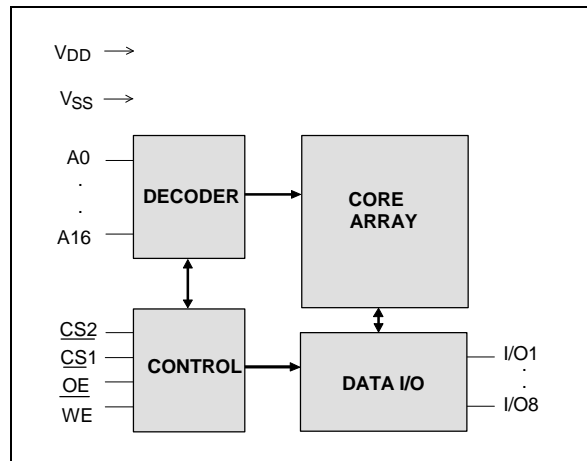 VDD
VSS
A0
.
.
A16
DECODER
CORE
ARRAY
CS2
CS1
OE
WE
CONTROL
DATA I/O
I/O1
.
.
I/O8